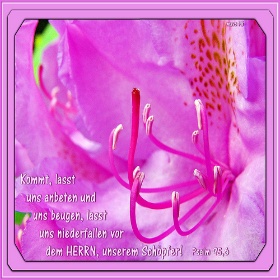 Kommt, lasst
uns anbeten und
uns beugen, lasst
uns niederfallen vor
dem HERRN, unserem Schöpfer! Psalm 95,6